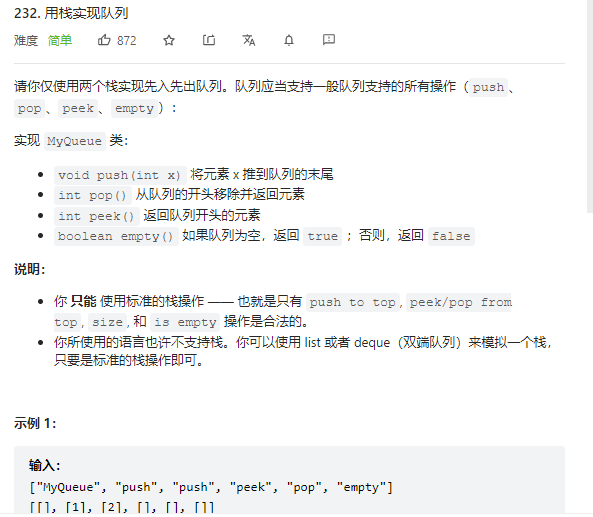 232. 用栈实现队列
难度 简单 872
请你仅使用两个栈实现先入先出队列。队列应当支持一般队列支持的所有操作（push、
pop、peek、empty）：
实现 MyQueue 类：
void push(int x) 将元素 x 推到队列的末尾
int pop() 从队列的开头移除并返回元素
int peek() 返回队列开头的元素
boolean empty() 如果队列为空，返回 true ；否则，返回 false
说明：
你 只能 使用标准的栈操作 —— 也就是只有 push to top, peek/pop from
top, size, 和 is empty 操作是合法的。
你所使用的语言也许不支持栈。你可以使用 list 或者 deque（双端队列）来模拟一个栈，
只要是标准的栈操作即可。
示例 1：
输入：
["MyQueue", "push", "push", "peek", "pop", "empty"]
[[], [1], [2], [], [], []]